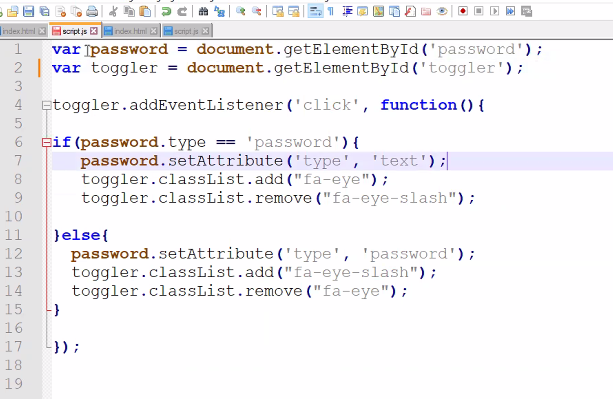 index.html script.js index.html script.js
1 var password = document.getElementById('password');
2 var toggler = document.getElementById('toggler');
3
4 toggler.addEventListener('click', function(){
5
6 if(password.type == 'password'){
7 password.setAttribute('type', 'text');
8 toggler.classList.add("fa-eye");
9 toggler.classList.remove("fa-eye-slash");
10
11 }else{
12 password.setAttribute('type', 'password');
13 toggler.classList.add("fa-eye-slash");
14 toggler.classList.remove("fa-eye");
15 }
16
17 });
18
19